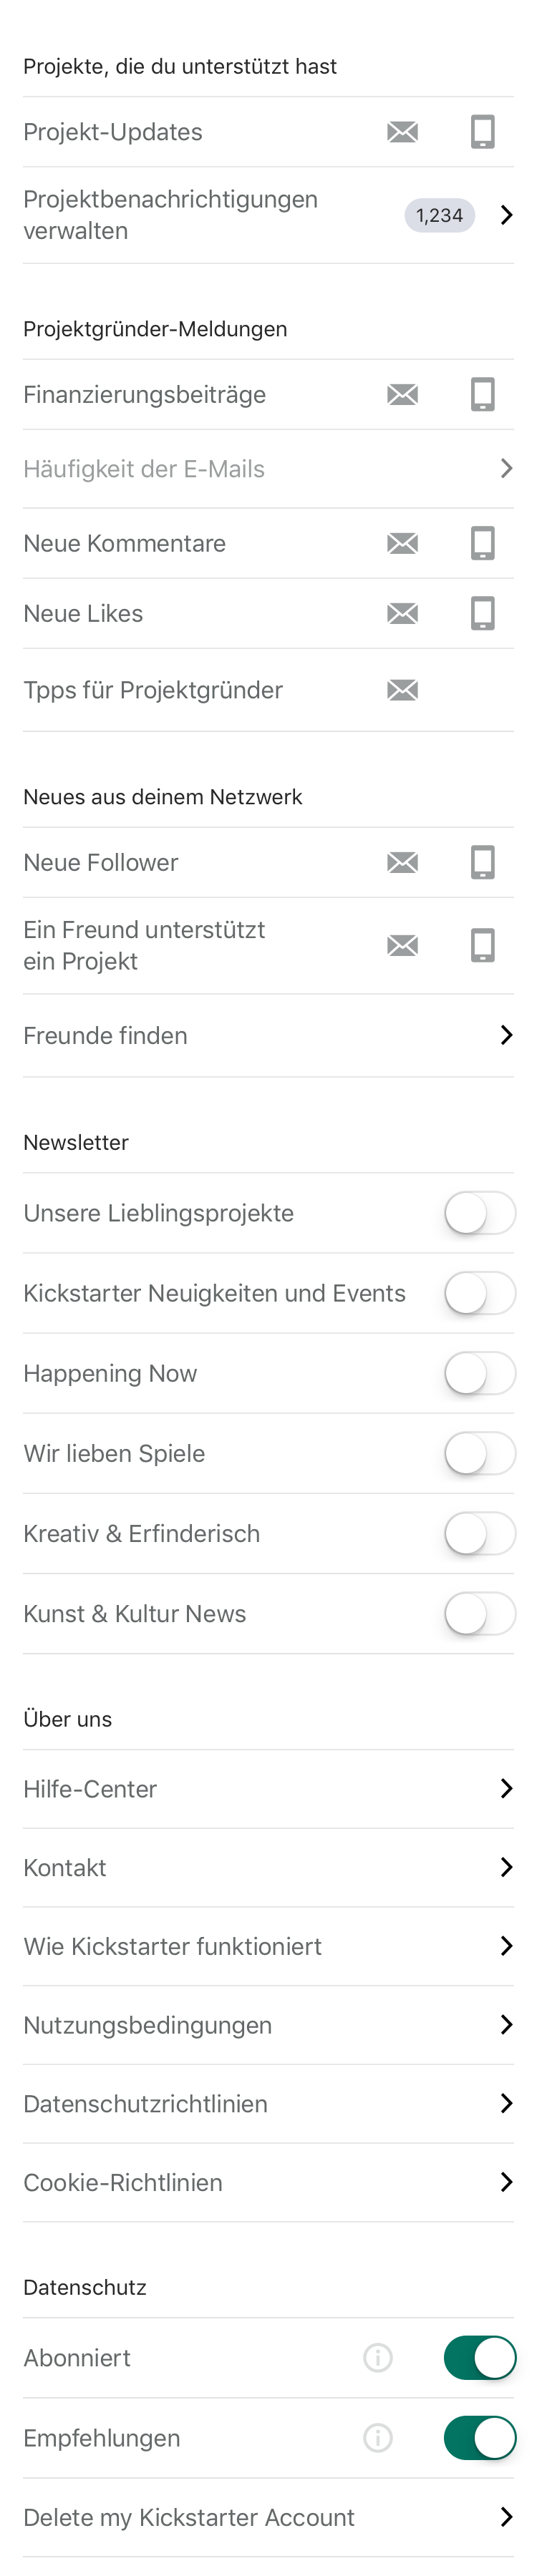 Projekte, die du unterstützt hast
Projekt-Updates
Projektbenachrichtigungen
verwalten
1,234
Projektgründer-Meldungen
Finanzierungsbeiträge
Häufigkeit der E-Mails
Neue Kommentare
Neue Likes
Tpps für Projektgründer
Neues aus deinem Netzwerk
Neue Follower
Ein Freund unterstützt
ein Projekt
Freunde finden
Newsletter
Unsere Lieblingsprojekte
Kickstarter Neuigkeiten und Events
Happening Now
Wir lieben Spiele
Kreativ & Erfinderisch
Kunst & Kultur News
Über uns
Hilfe-Center
Kontakt
Wie Kickstarter funktioniert
Nutzungsbedingungen
Datenschutzrichtlinien
Cookie-Richtlinien
Datenschutz
Abonniert
Empfehlungen
Delete my Kickstarter Account